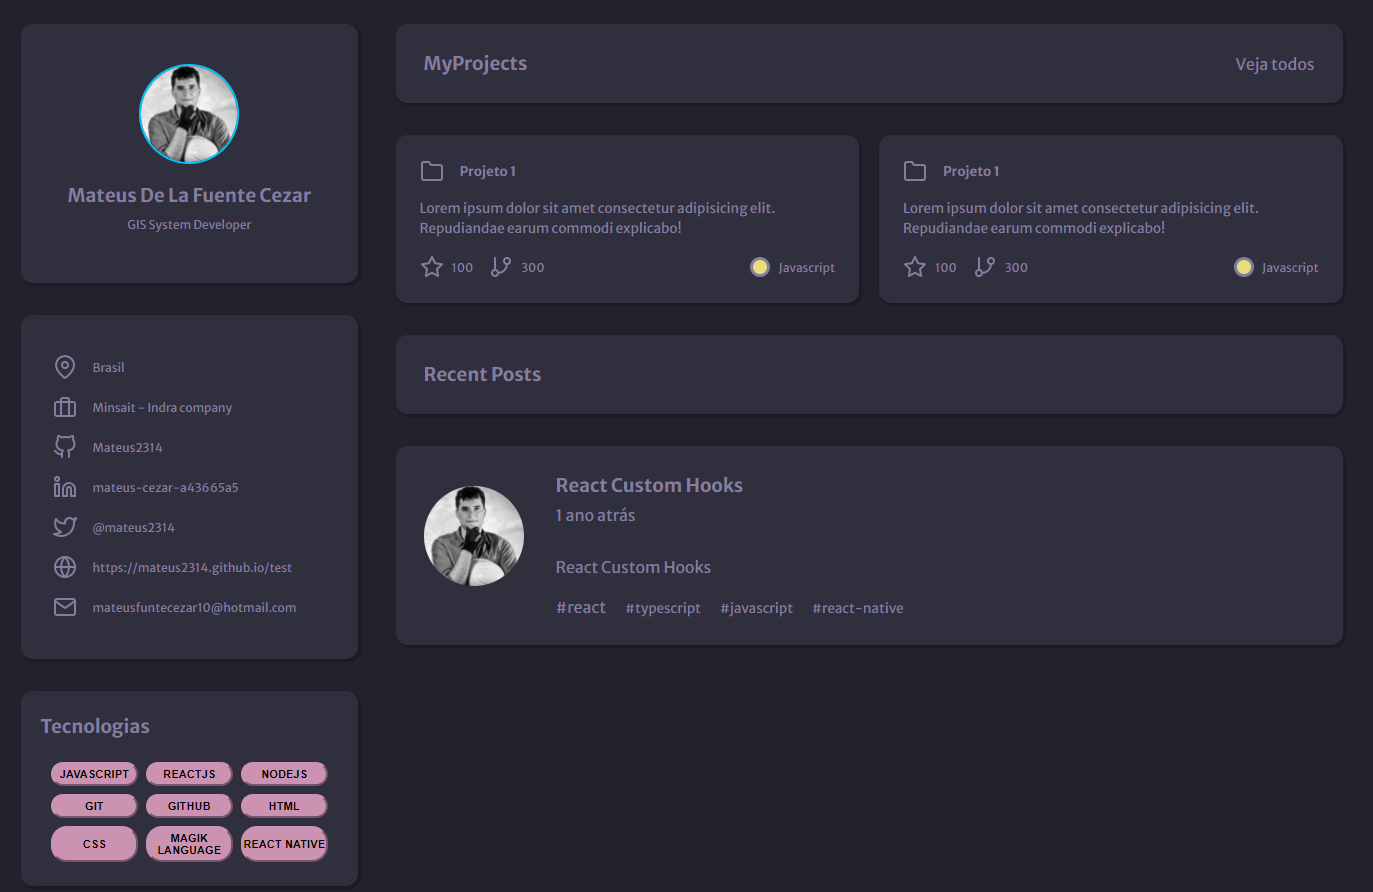 Mateus De La Fuente Cezar
GIS System Developer
Brasil
Minsait - Indra company
Mateus2314
mateus-cezar-a43665a5
@mateus2314
https://mateus2314.github.io/test
mateusfuntecezar10@hotmail.com
Tecnologias
JAVASCRIPT REACTJS NODEJS
GIT GITHUB HTML
CSS MAGIK LANGUAGE REACT NATIVE
MyProjects Veja todos
Projeto 1
Lorem ipsum dolor sit amet consectetur adipisicing elit.
Repudiandae earum commodi explicabo!
100 300 Javascript
Projeto 1
Lorem ipsum dolor sit amet consectetur adipisicing elit.
Repudiandae earum commodi explicabo!
100 300 Javascript
Recent Posts
React Custom Hooks
1 ano atrás
React Custom Hooks
#react #typescript #javascript #react-native